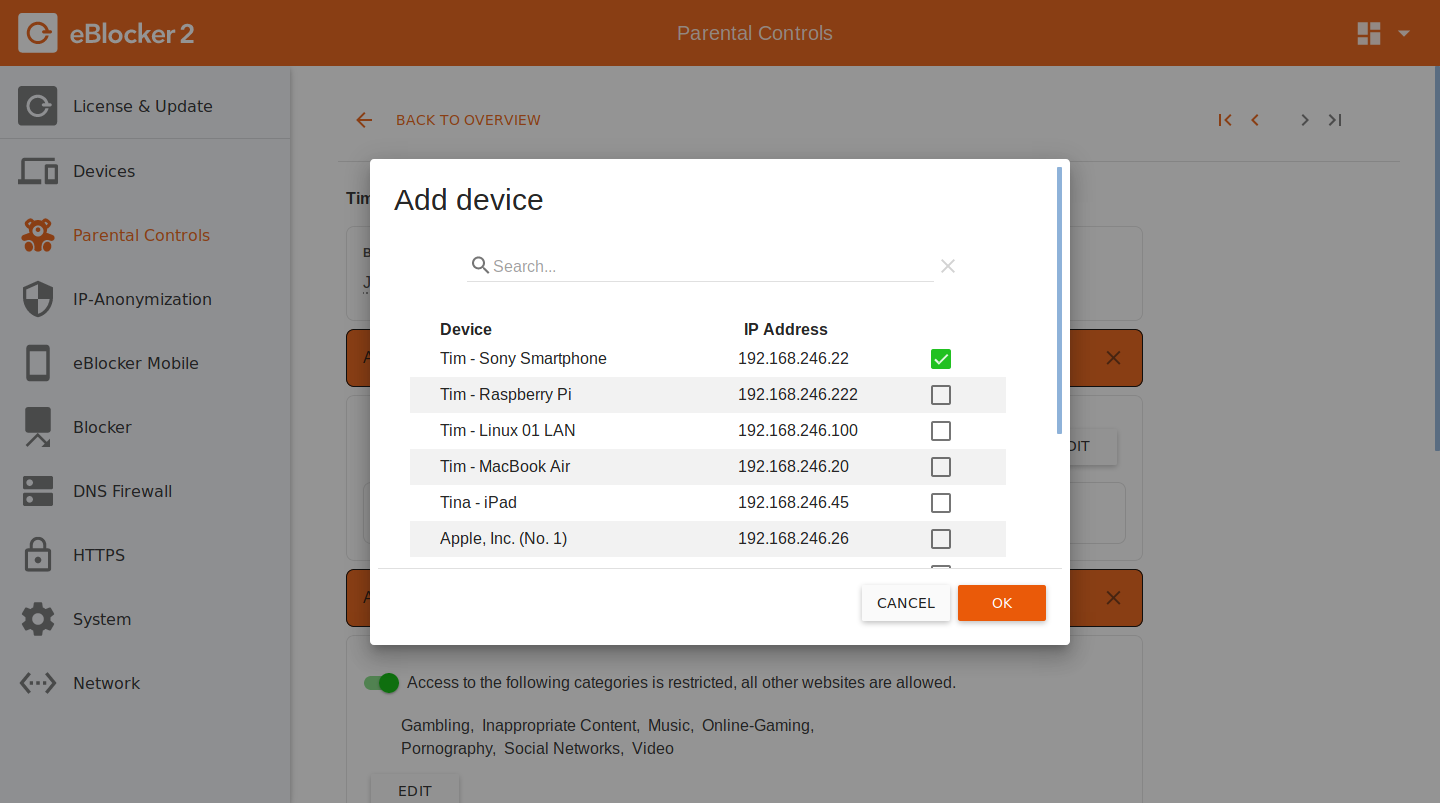 eBlocker 2
Parental Controls
License & Update
Devices
Parental Controls
IP-Anonymization
eBlocker Mobile
Blocker
DNS Firewall
HTTPS
System
Network
BACK TO OVERVIEW
Tim
Add device
Search...
Device IP Address
Tim - Sony Smartphone 192.168.246.22
Tim - Raspberry Pi 192.168.246.222
Tim - Linux 01 LAN 192.168.246.100
Tim - MacBook Air 192.168.246.20
Tina - iPad 192.168.246.45
Apple, Inc. (No. 1) 192.168.246.26
CANCEL OK
Access to the following categories is restricted, all other websites are allowed.
Gambling, Inappropriate Content, Music, Online-Gaming,
Pornography, Social Networks, Video
EDIT